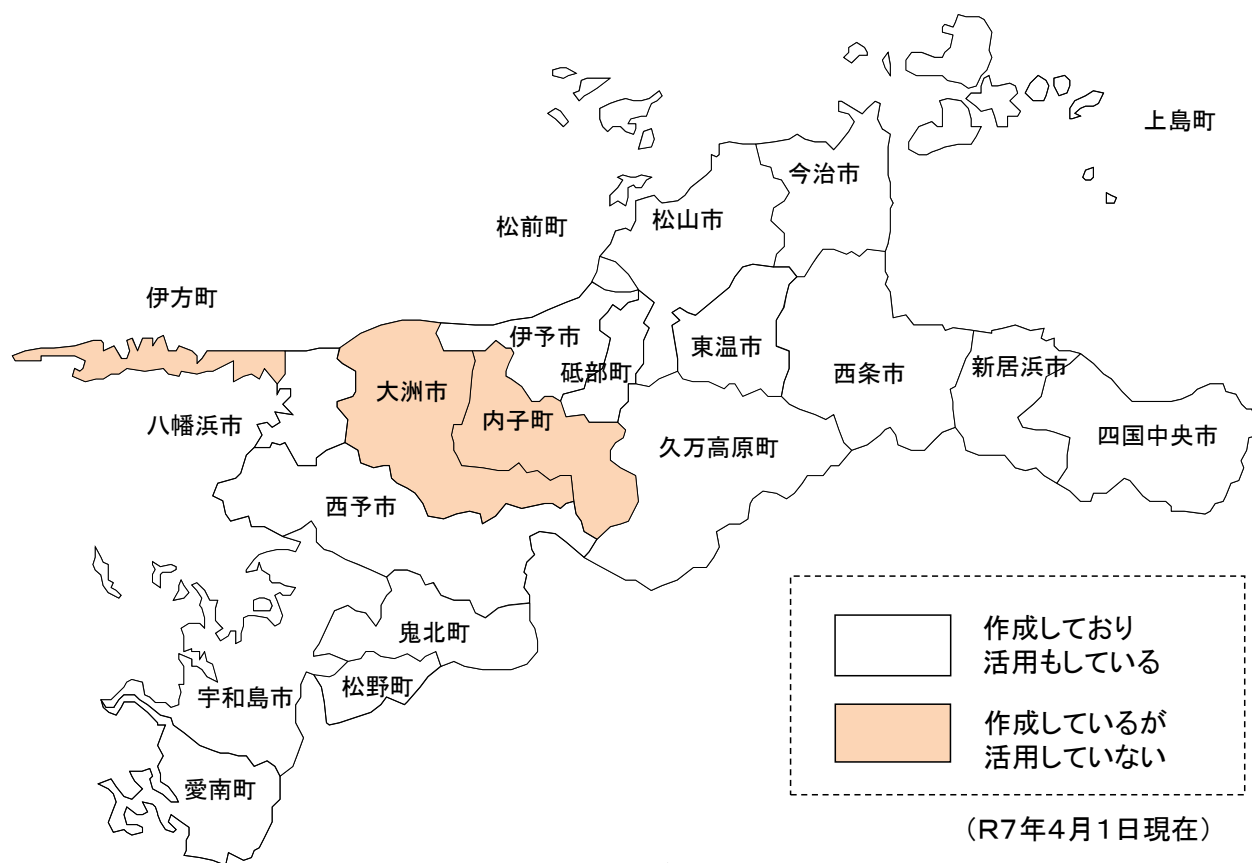 上島町
今治市
松山市
松前町
伊方町
伊予市
東温市
砥部町
西条市
新居浜市
大洲市
内子町
八幡浜市
久万高原町
四国中央市
西予市
鬼北町
松野町
宇和島市
愛南町
作成しており
活用もしている
作成しているが
活用していない
(R7年4月1日現在)